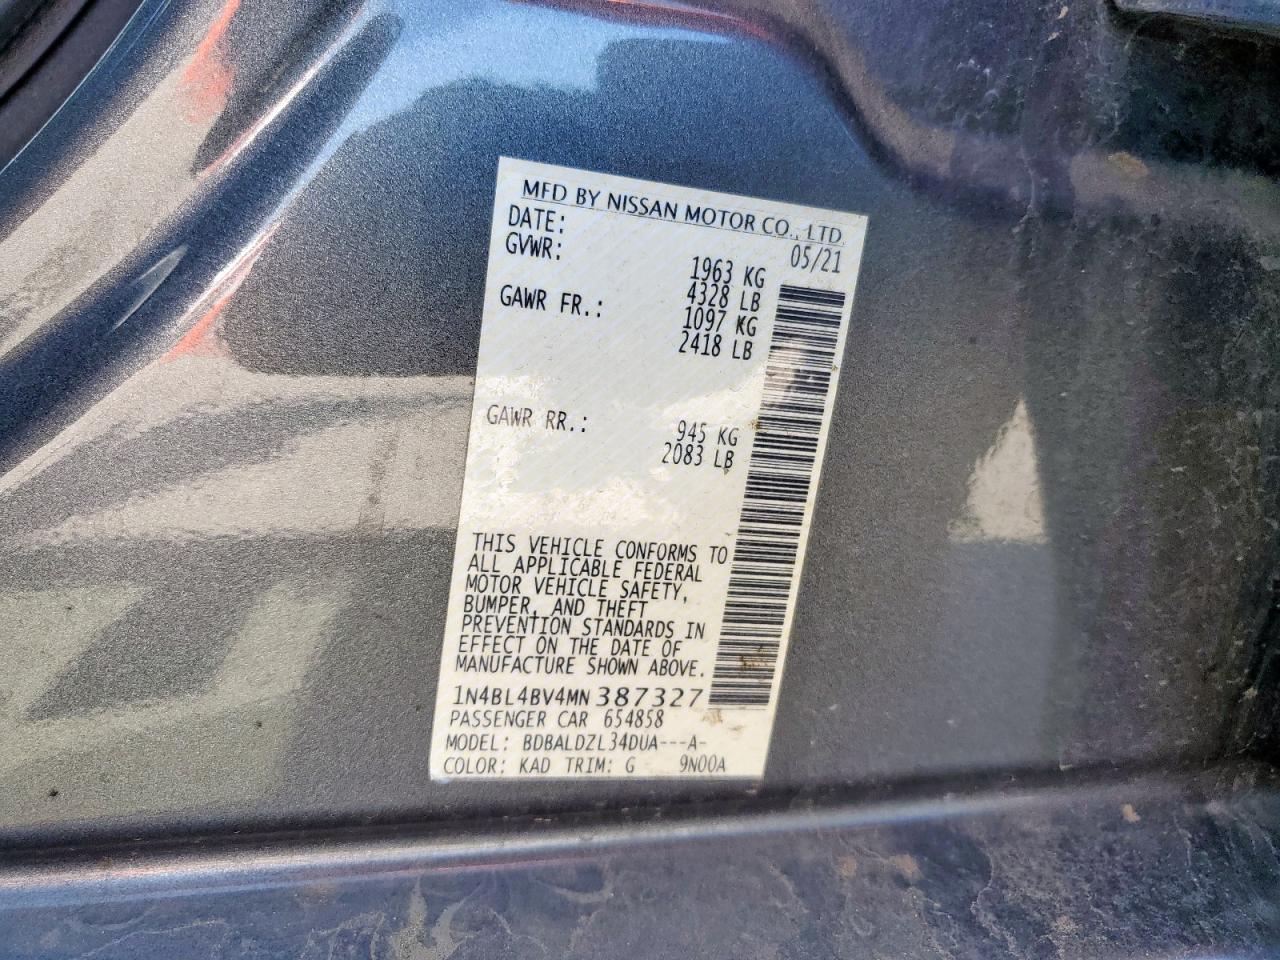 MFD BY NISSAN MOTOR CO., LTD.
DATE: 05/21
GVWR: 1963 KG
4328 LB
GAWR FR.: 1097 KG
2418 LB
GAWR RR.: 945 KG
2083 LB
THIS VEHICLE CONFORMS TO
ALL APPLICABLE FEDERAL
MOTOR VEHICLE SAFETY,
BUMPER, AND THEFT
PREVENTION STANDARDS IN
EFFECT ON THE DATE OF
MANUFACTURE SHOWN ABOVE.
1N4BL4BV4MN387327
PASSENGER CAR 654858
MODEL: BDBALDZL34DUA---A-
COLOR: KAD TRIM: G 9N00A